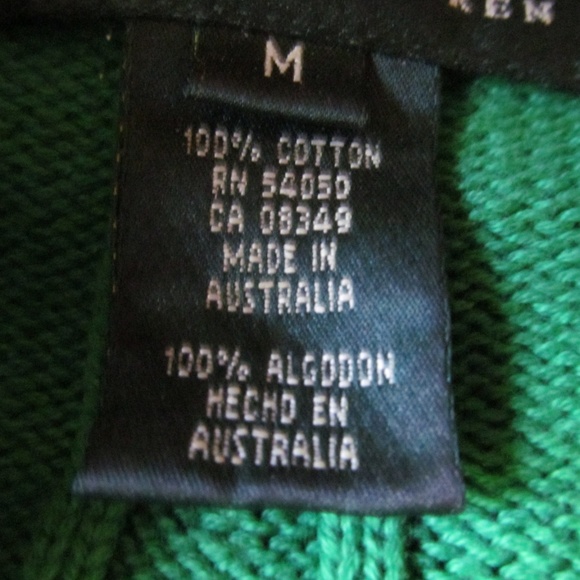 M
100% COTTON
RN 54050
CA 08349
MADE IN
AUSTRALIA
100% ALGODON
HECHO EN
AUSTRALIA